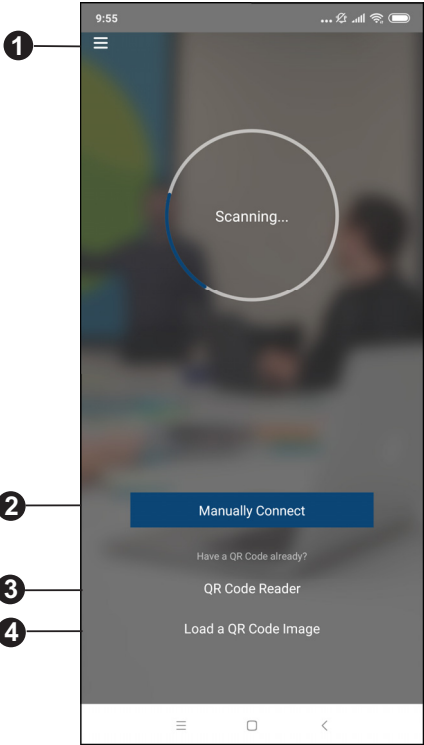 9:55
1
Scanning...
2
Manually Connect
Have a QR Code already?
3
QR Code Reader
4
Load a QR Code Image